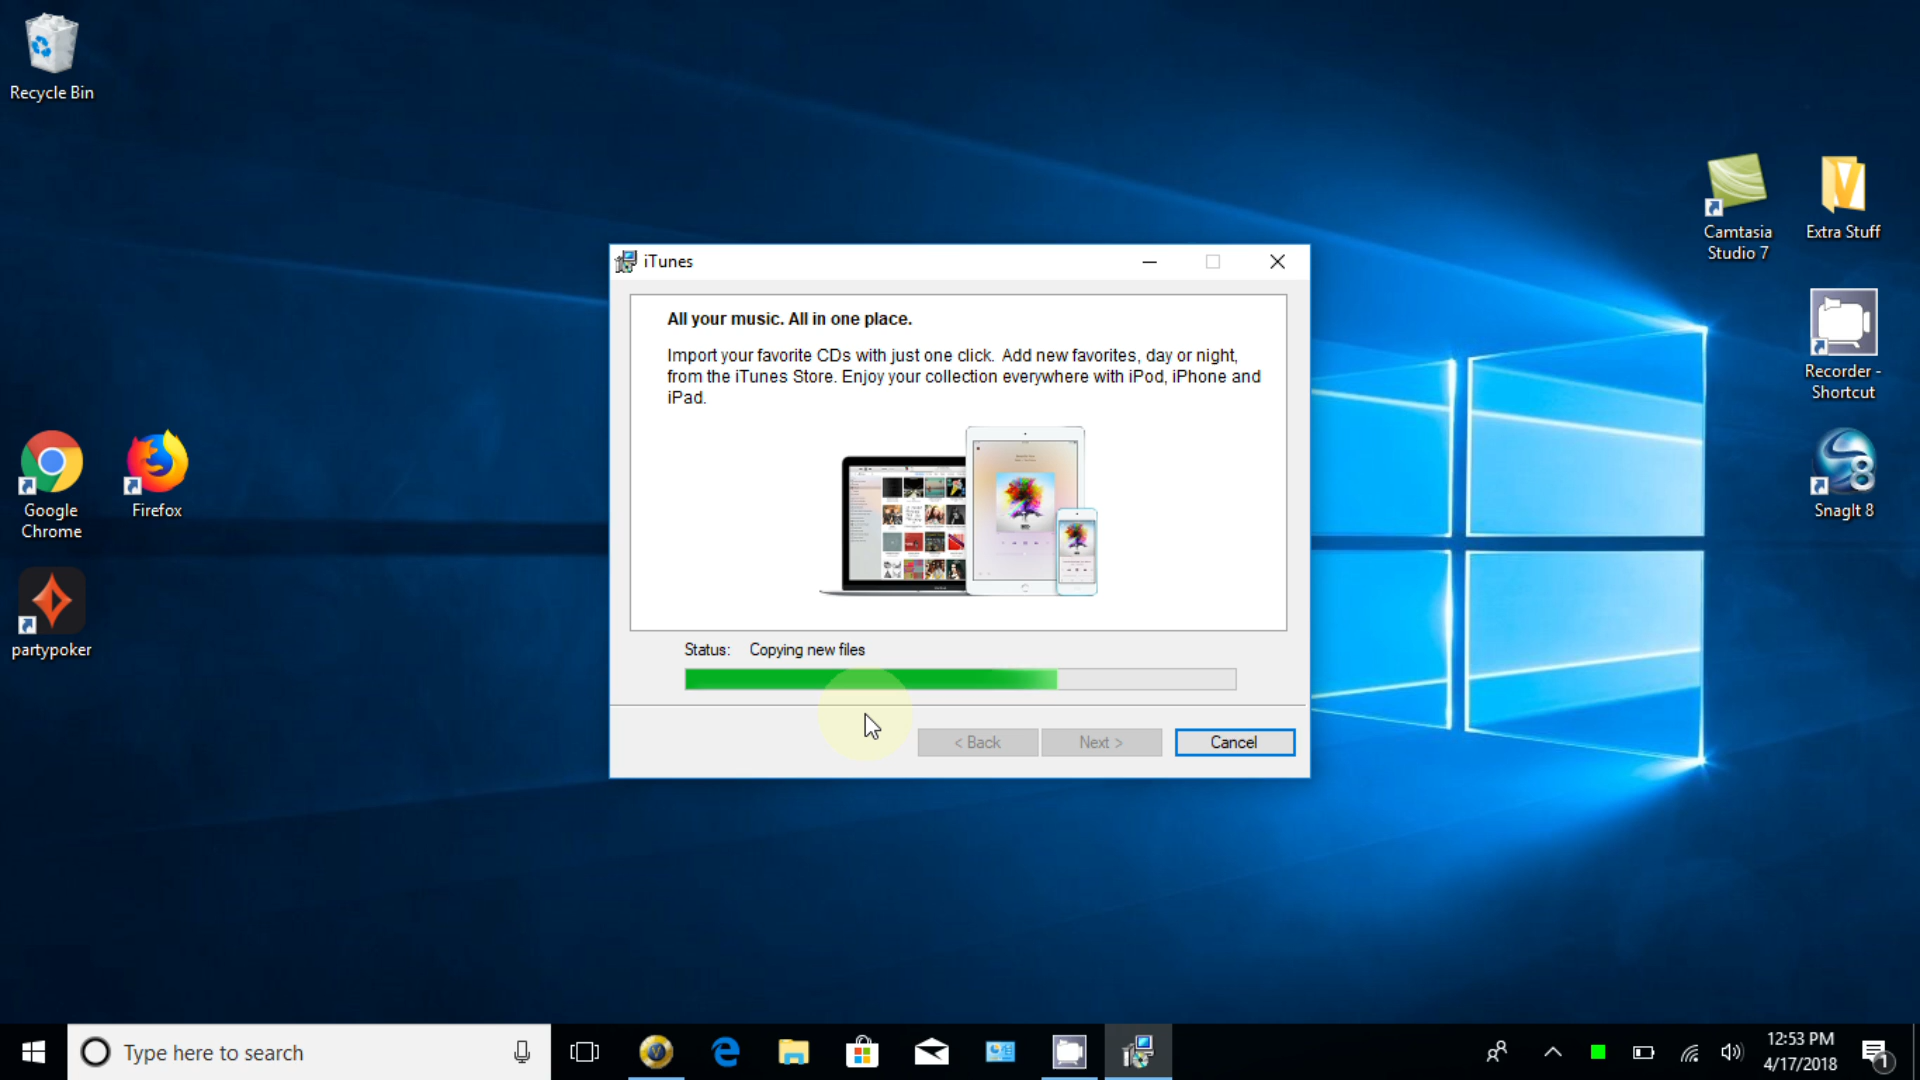 Recycle Bin
Camtasia
Studio 7
Extra Stuff
iTunes
All your music. All in one place.
Import your favorite CDs with just one click. Add new favorites, day or night,
from the iTunes Store. Enjoy your collection everywhere with iPod, iPhone and
iPad.
Recorder -
Shortcut
Google
Chrome
Firefox
SnagIt 8
partypoker
Status: Copying new files
< Back
Next >
Cancel
Type here to search
12:53 PM
4/17/2018
1